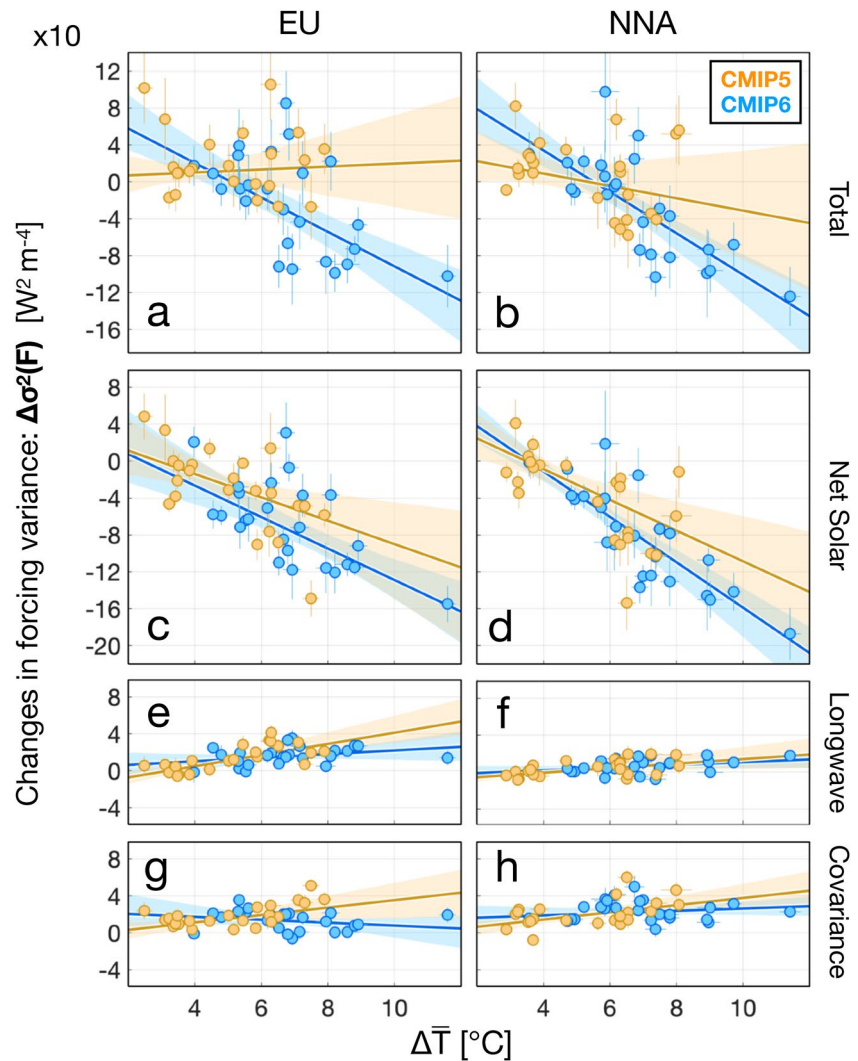 EU
NNA
x10
CMIP5
CMIP6
12
8
4
0
-4
-8
-12
-16
a
b
Total
8
4
0
-4
-8
-12
-16
-20
c
d
Net Solar
8
4
0
-4
e
f
Longwave
8
4
0
-4
g
h
Covariance
4
6
8
10
4
6
8
10
ΔT̿ [°C]
Changes in forcing variance: Δσ²(F) [W² m⁻⁴]